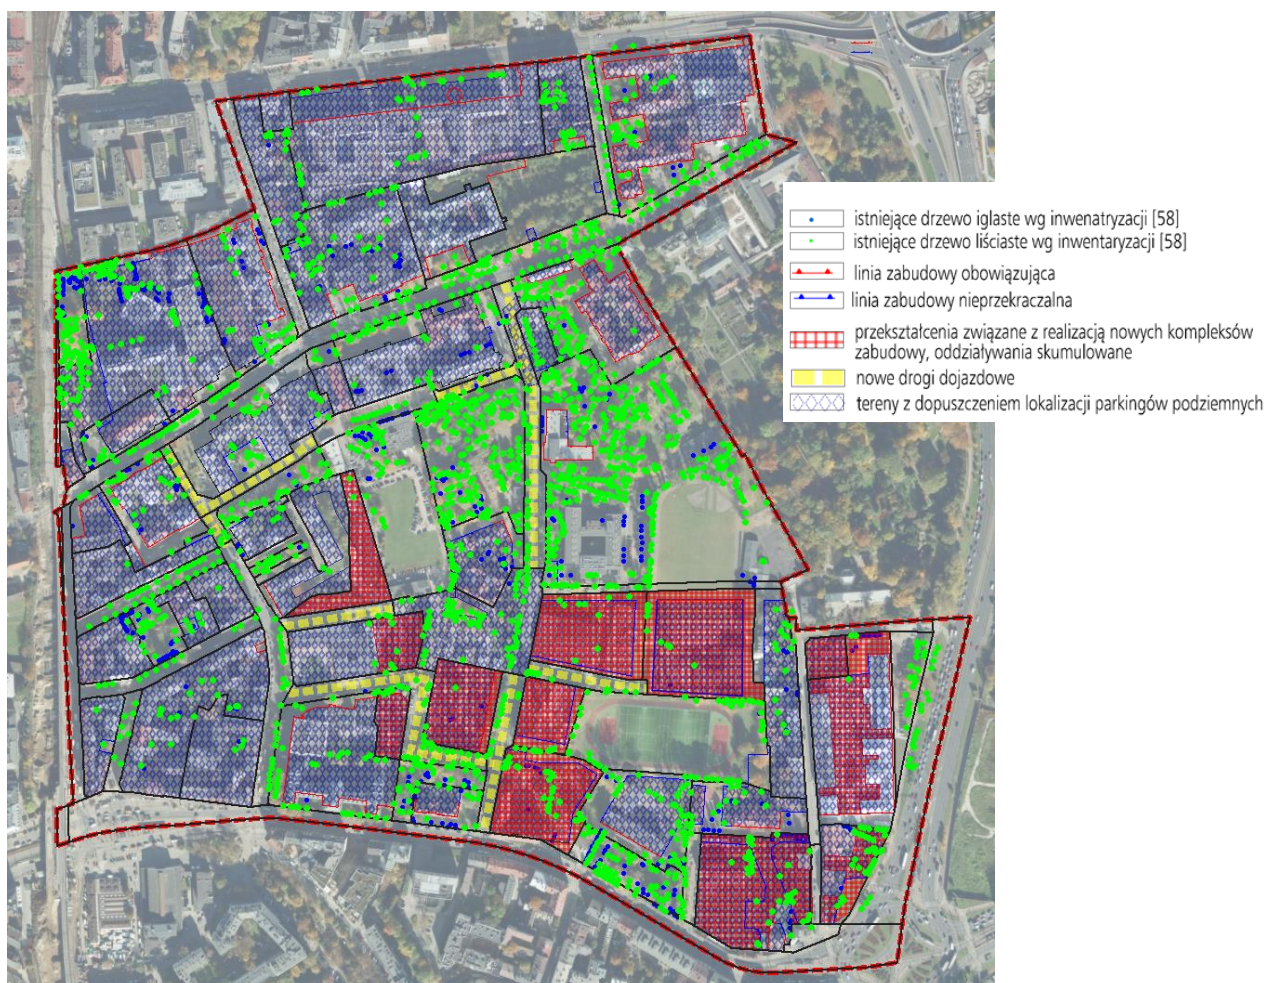 istniejące drzewo iglaste wg inwenatryzacji [58]
istniejące drzewo liściaste wg inwentaryzacji [58]
linia zabudowy obowiązująca
linia zabudowy nieprzekraczalna
przekształcenia związane z realizacją nowych kompleksów
zabudowy, oddziaływania skumulowane
nowe drogi dojazdowe
tereny z dopuszczeniem lokalizacji parkingów podziemnych